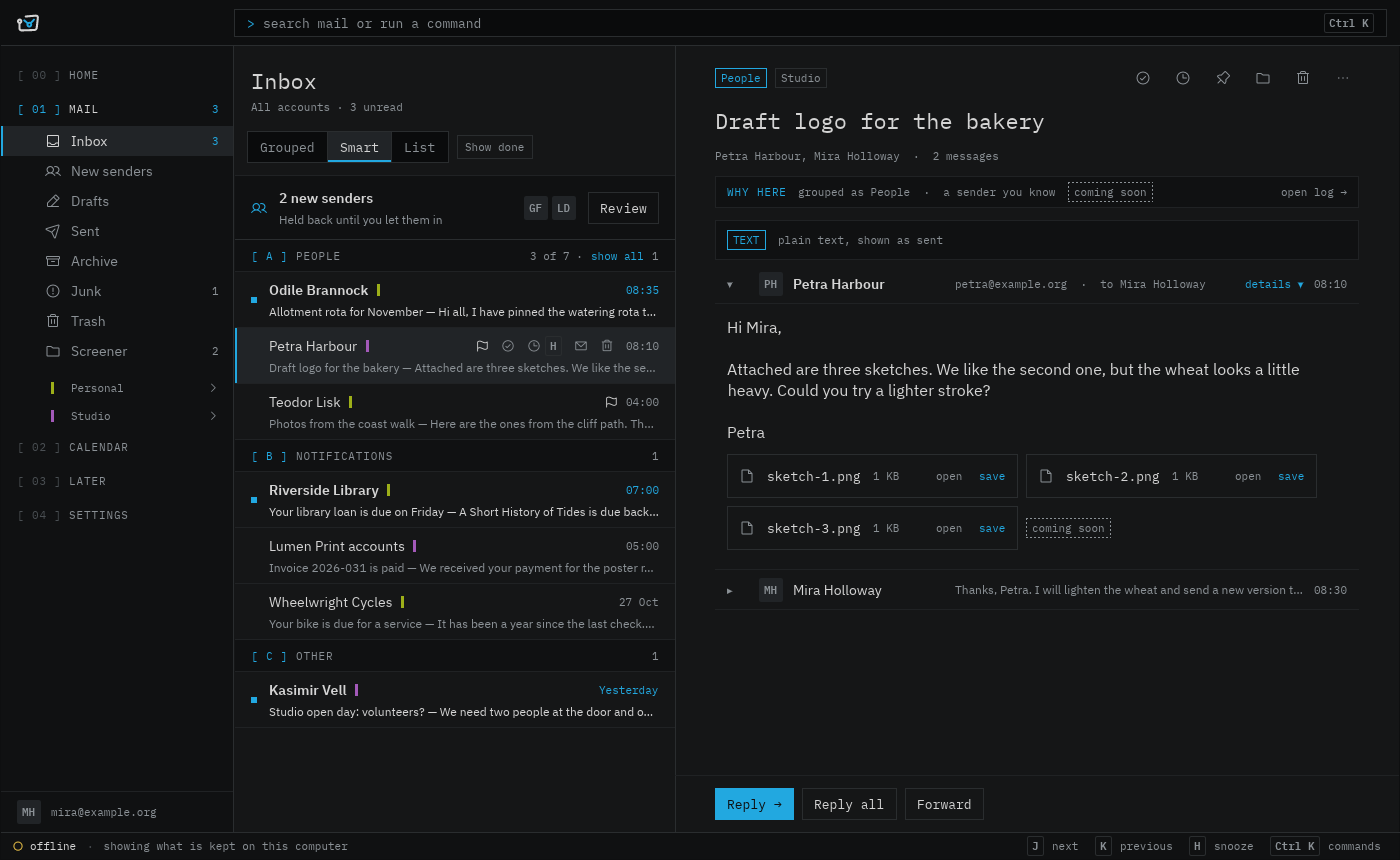 > search mail or run a command Ctrl K
[ 00 ] HOME
[ 01 ] MAIL 3
Inbox 3
New senders
Drafts
Sent
Archive
Junk 1
Trash
Screener 2
Personal
Studio
[ 02 ] CALENDAR
[ 03 ] LATER
[ 04 ] SETTINGS
MH mira@example.org
Inbox
All accounts · 3 unread
Grouped Smart List Show done
2 new senders
Held back until you let them in
GF LD Review
[ A ] PEOPLE 3 of 7 · show all 1
Odile Brannock 08:35
Allotment rota for November — Hi all, I have pinned the watering rota t…
Petra Harbour H 08:10
Draft logo for the bakery — Attached are three sketches. We like the se…
Teodor Lisk 04:00
Photos from the coast walk — Here are the ones from the cliff path. Th…
[ B ] NOTIFICATIONS 1
Riverside Library 07:00
Your library loan is due on Friday — A Short History of Tides is due back…
Lumen Print accounts 05:00
Invoice 2026-031 is paid — We received your payment for the poster r…
Wheelwright Cycles 27 Oct
Your bike is due for a service — It has been a year since the last check.…
[ C ] OTHER 1
Kasimir Vell Yesterday
Studio open day: volunteers? — We need two people at the door and o…
People Studio ···
Draft logo for the bakery
Petra Harbour, Mira Holloway · 2 messages
WHY HERE grouped as People · a sender you know coming soon open log →
TEXT plain text, shown as sent
▾ PH Petra Harbour petra@example.org · to Mira Holloway details ▾ 08:10
Hi Mira,
Attached are three sketches. We like the second one, but the wheat looks a little
heavy. Could you try a lighter stroke?
Petra
sketch-1.png 1 KB open save
sketch-2.png 1 KB open save
sketch-3.png 1 KB open save
coming soon
▸ MH Mira Holloway Thanks, Petra. I will lighten the wheat and send a new version t… 08:30
Reply → Reply all Forward
offline · showing what is kept on this computer
J next K previous H snooze Ctrl K commands